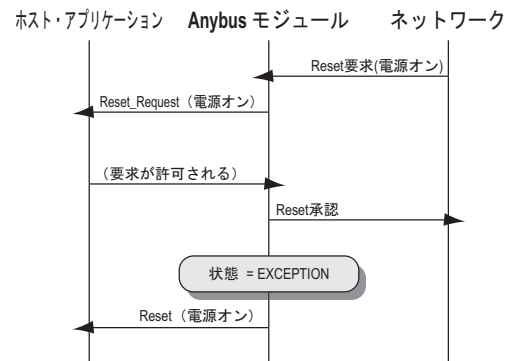 ホスト・アプリケーション Anybus モジュール ネットワーク
Reset要求(電源オン)
Reset_Request（電源オン）
（要求が許可される）
Reset承認
状態 = EXCEPTION
Reset（電源オン）